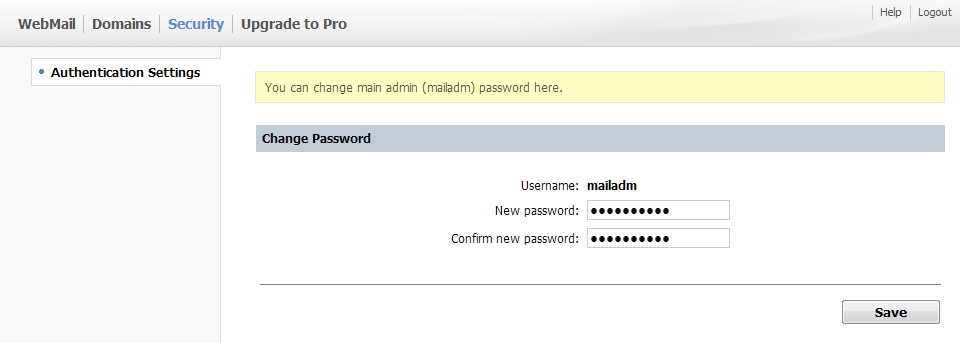 WebMail Domains Security Upgrade to Pro Help Logout
Authentication Settings
You can change main admin (mailadm) password here.
Change Password
Username: mailadm
New password: ●●●●●●●●●●
Confirm new password: ●●●●●●●●●●
Save